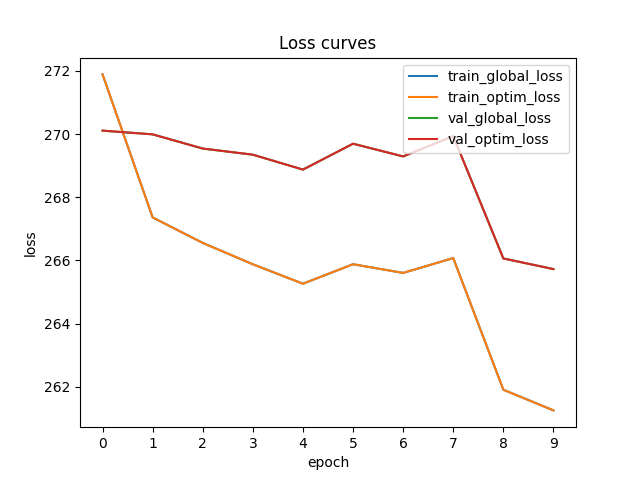 Loss curves
272
270
268
266
264
262
loss
train_global_loss
train_optim_loss
val_global_loss
val_optim_loss
0 1 2 3 4 5 6 7 8 9
epoch